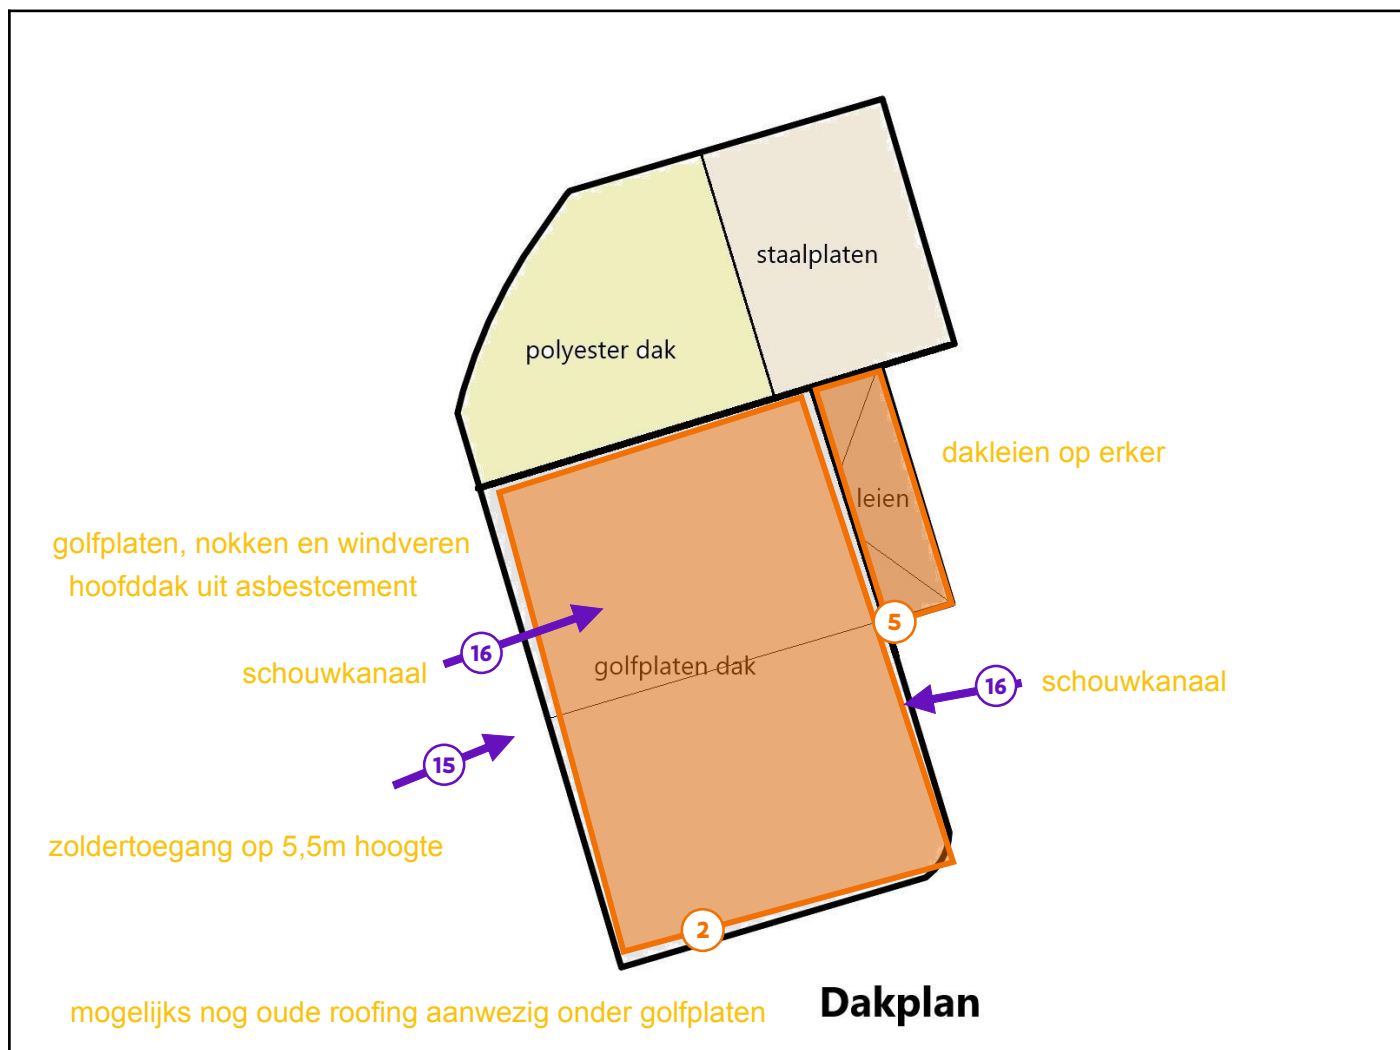 staalplaten
polyester dak
dakleien op erker
leien
golfplaten, nokken en windveren
hoofddak uit asbestcement
5
16
golfplaten dak
schouwkanaal
16
schouwkanaal
15
zoldertoegang op 5,5m hoogte
2
mogelijks nog oude roofing aanwezig onder golfplaten
Dakplan